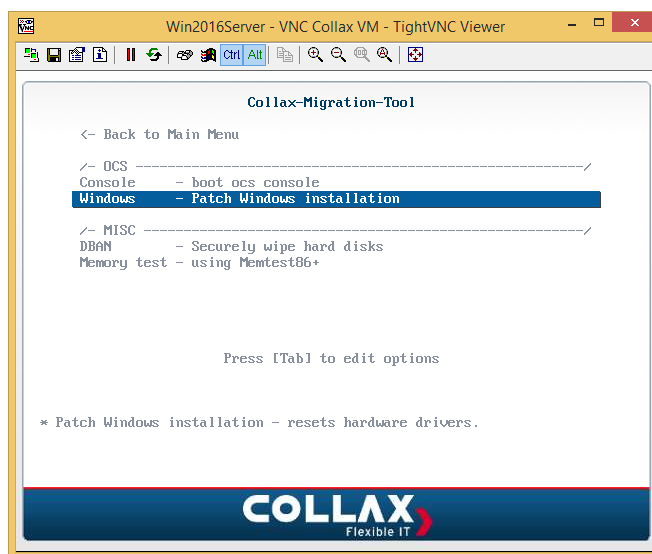 Win2016Server - VNC Collax VM - TightVNC Viewer
Ctrl Alt
Collax-Migration-Tool
<- Back to Main Menu
/- OCS --------------------------------------------------------/
Console - boot ocs console
Windows - Patch Windows installation
/- MISC -------------------------------------------------------/
DBAN - Securely wipe hard disks
Memory test - using Memtest86+
Press [Tab] to edit options
* Patch Windows installation - resets hardware drivers.
COLLAX
Flexible IT